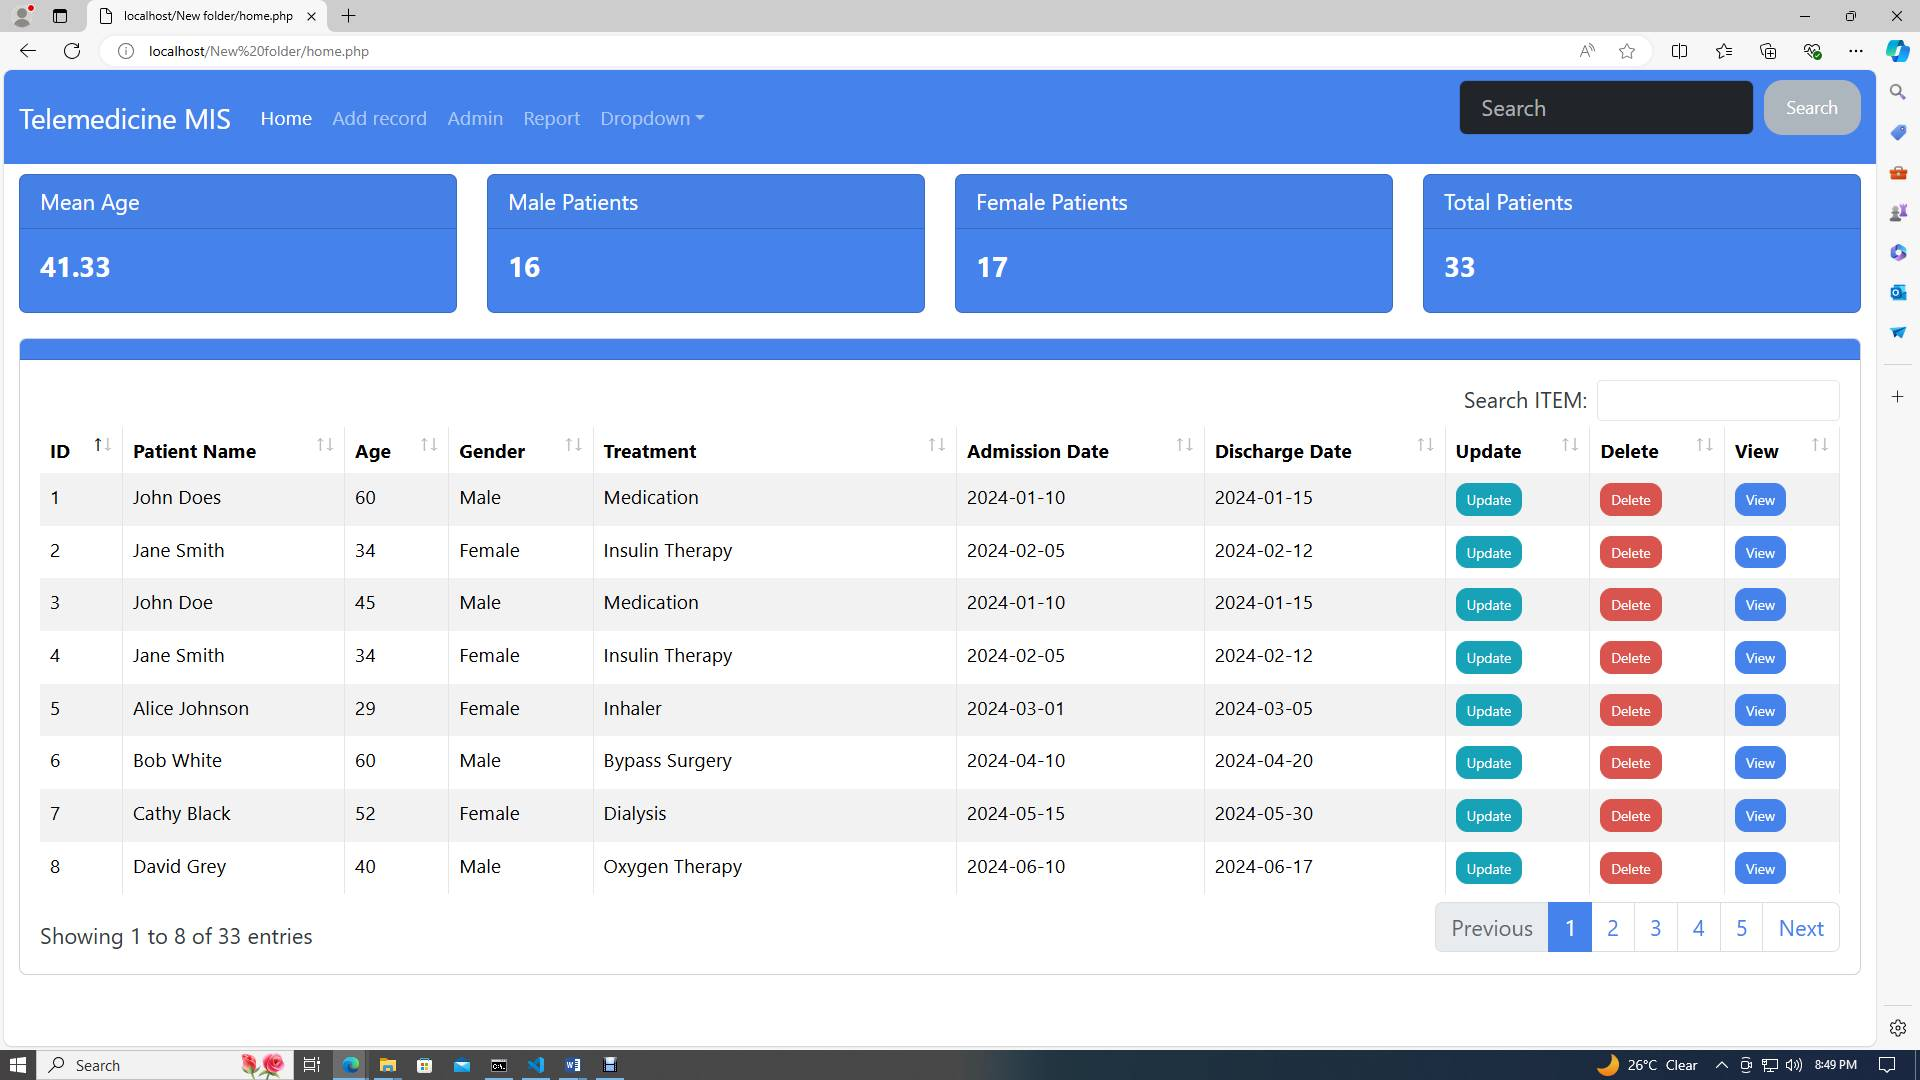 localhost/New folder/home.php
localhost/New%20folder/home.php
Telemedicine MIS Home Add record Admin Report Dropdown Search Search
Mean Age Male Patients Female Patients Total Patients
41.33 16 17 33
Search ITEM:
ID Patient Name Age Gender Treatment Admission Date Discharge Date Update Delete View
1 John Does 60 Male Medication 2024-01-10 2024-01-15 Update Delete View
2 Jane Smith 34 Female Insulin Therapy 2024-02-05 2024-02-12 Update Delete View
3 John Doe 45 Male Medication 2024-01-10 2024-01-15 Update Delete View
4 Jane Smith 34 Female Insulin Therapy 2024-02-05 2024-02-12 Update Delete View
5 Alice Johnson 29 Female Inhaler 2024-03-01 2024-03-05 Update Delete View
6 Bob White 60 Male Bypass Surgery 2024-04-10 2024-04-20 Update Delete View
7 Cathy Black 52 Female Dialysis 2024-05-15 2024-05-30 Update Delete View
8 David Grey 40 Male Oxygen Therapy 2024-06-10 2024-06-17 Update Delete View
Showing 1 to 8 of 33 entries Previous 1 2 3 4 5 Next
Search 26°C Clear 8:49 PM